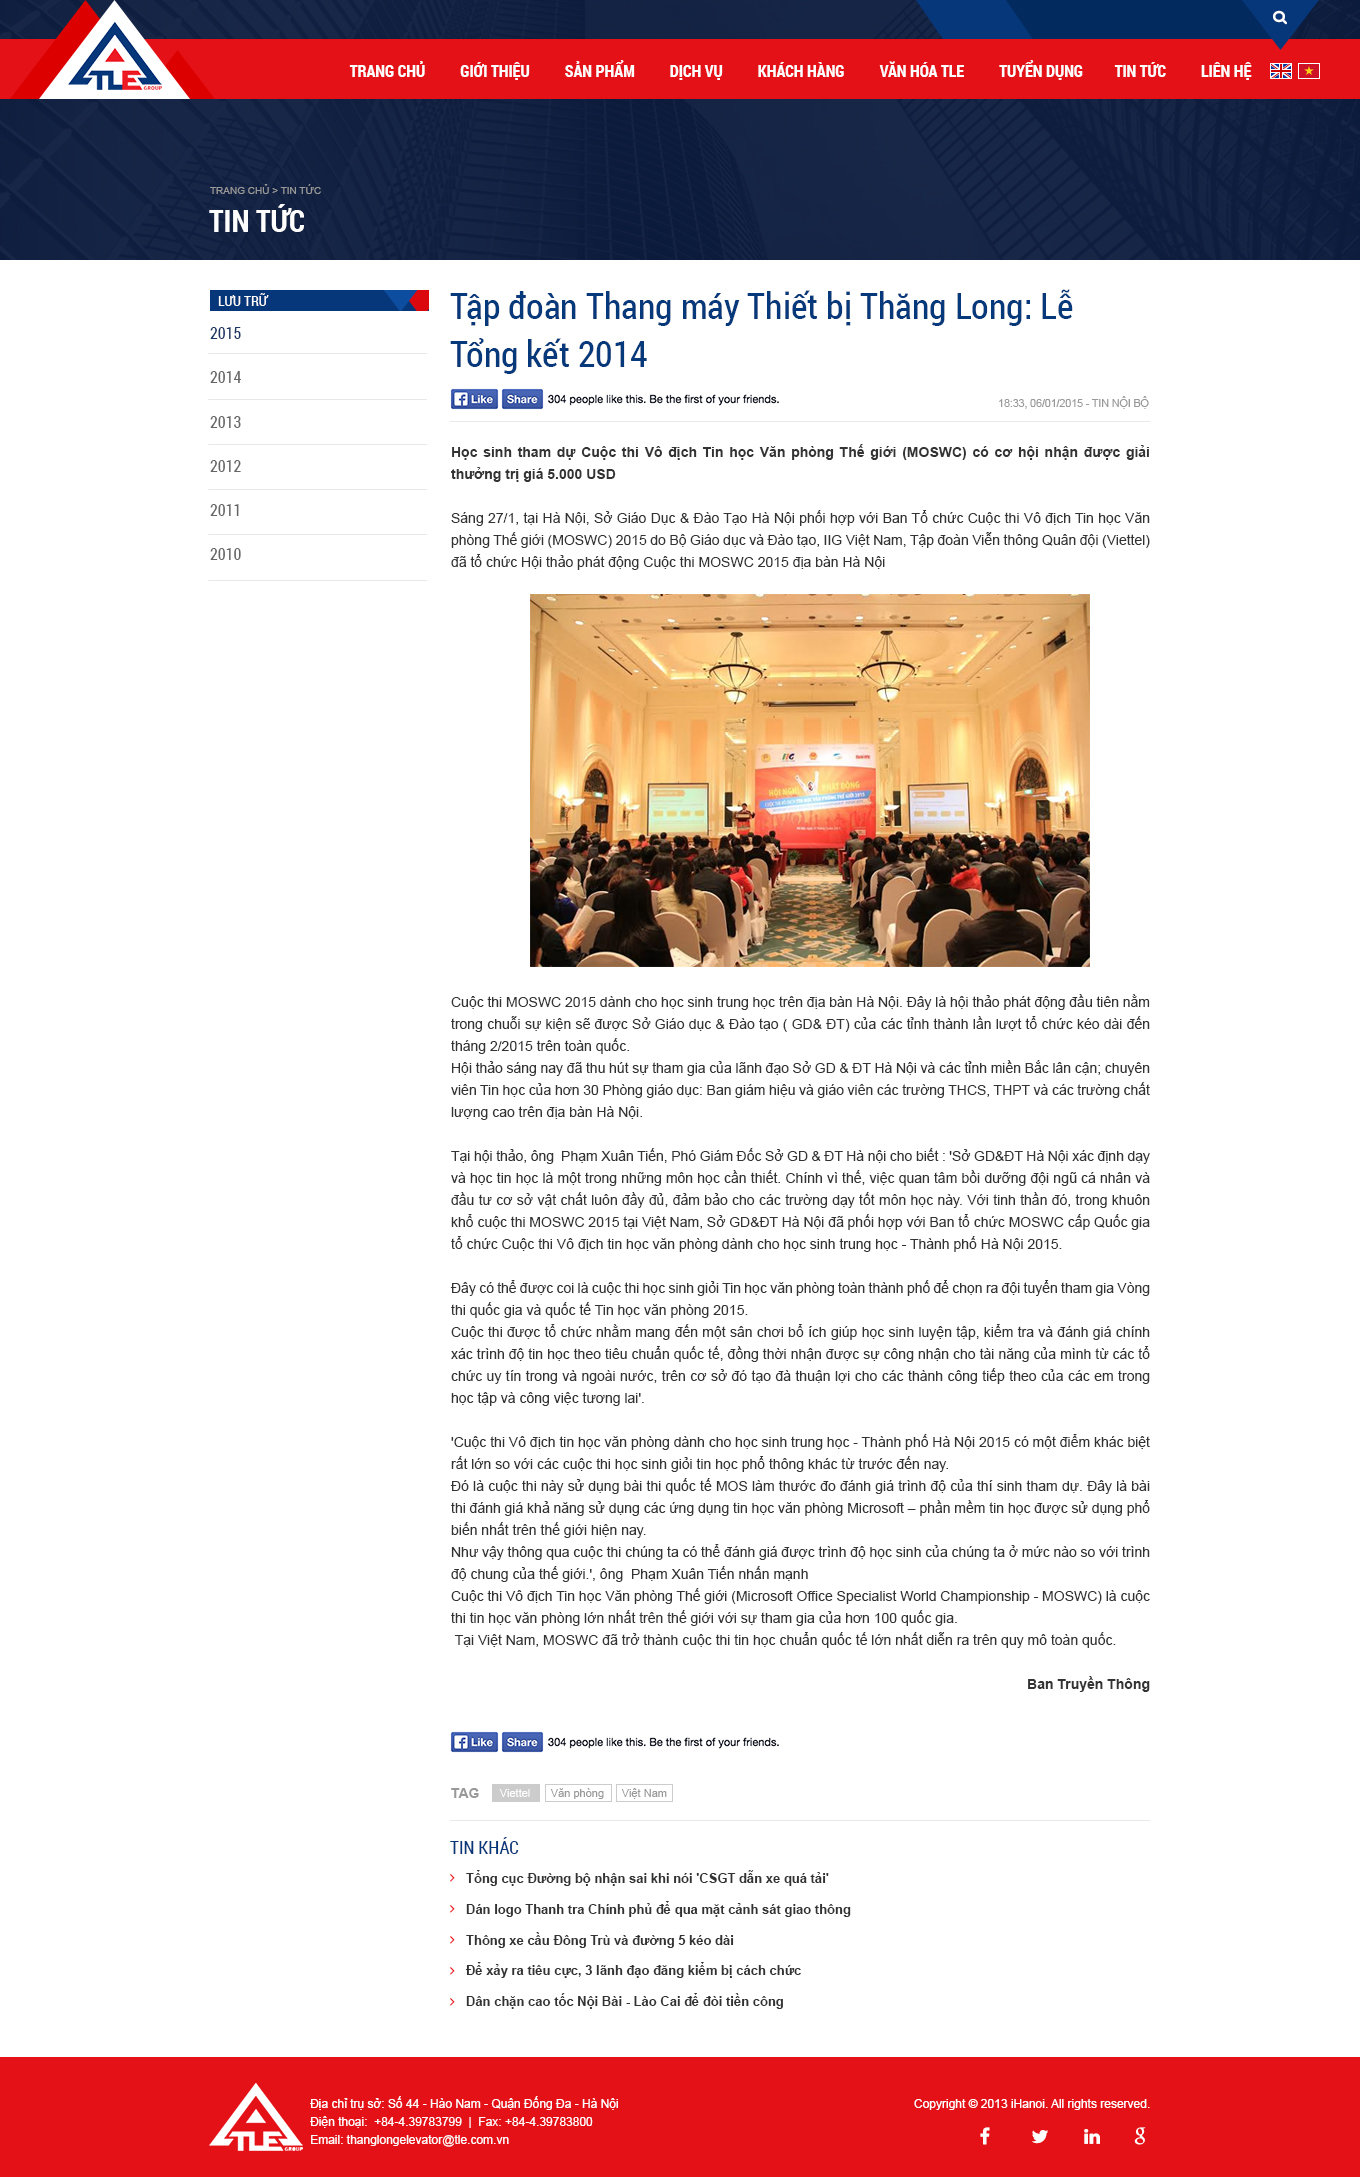 TLE GROUP
TRANG CHỦ GIỚI THIỆU SẢN PHẨM DỊCH VỤ KHÁCH HÀNG VĂN HÓA TLE TUYỂN DỤNG TIN TỨC LIÊN HỆ
TRANG CHỦ > TIN TỨC
TIN TỨC
LƯU TRỮ
2015
2014
2013
2012
2011
2010
Tập đoàn Thang máy Thiết bị Thăng Long: Lễ
Tổng kết 2014
Like Share 304 people like this. Be the first of your friends.
18:33, 06/01/2015 - TIN NỘI BỘ
Học sinh tham dự Cuộc thi Vô địch Tin học Văn phòng Thế giới (MOSWC) có cơ hội nhận được giải
thưởng trị giá 5.000 USD
Sáng 27/1, tại Hà Nội, Sở Giáo Dục & Đào Tạo Hà Nội phối hợp với Ban Tổ chức Cuộc thi Vô địch Tin học Văn
phòng Thế giới (MOSWC) 2015 do Bộ Giáo dục và Đào tạo, IIG Việt Nam, Tập đoàn Viễn thông Quân đội (Viettel)
đã tổ chức Hội thảo phát động Cuộc thi MOSWC 2015 địa bàn Hà Nội
IIG
HỘI NGHỊ PHÁT ĐỘNG
Cuộc thi MOSWC 2015 dành cho học sinh trung học trên địa bàn Hà Nội. Đây là hội thảo phát động đầu tiên nằm
trong chuỗi sự kiện sẽ được Sở Giáo dục & Đào tạo ( GD& ĐT) của các tỉnh thành lần lượt tổ chức kéo dài đến
tháng 2/2015 trên toàn quốc.
Hội thảo sáng nay đã thu hút sự tham gia của lãnh đạo Sở GD & ĐT Hà Nội và các tỉnh miền Bắc lân cận; chuyên
viên Tin học của hơn 30 Phòng giáo dục: Ban giám hiệu và giáo viên các trường THCS, THPT và các trường chất
lượng cao trên địa bàn Hà Nội.
Tại hội thảo, ông  Phạm Xuân Tiến, Phó Giám Đốc Sở GD & ĐT Hà nội cho biết : 'Sở GD&ĐT Hà Nội xác định dạy
và học tin học là một trong những môn học cần thiết. Chính vì thế, việc quan tâm bồi dưỡng đội ngũ cá nhân và
đầu tư cơ sở vật chất luôn đầy đủ, đảm bảo cho các trường dạy tốt môn học này. Với tinh thần đó, trong khuôn
khổ cuộc thi MOSWC 2015 tại Việt Nam, Sở GD&ĐT Hà Nội đã phối hợp với Ban tổ chức MOSWC cấp Quốc gia
tổ chức Cuộc thi Vô địch tin học văn phòng dành cho học sinh trung học - Thành phố Hà Nội 2015.
Đây có thể được coi là cuộc thi học sinh giỏi Tin học văn phòng toàn thành phố để chọn ra đội tuyển tham gia Vòng
thi quốc gia và quốc tế Tin học văn phòng 2015.
Cuộc thi được tổ chức nhằm mang đến một sân chơi bổ ích giúp học sinh luyện tập, kiểm tra và đánh giá chính
xác trình độ tin học theo tiêu chuẩn quốc tế, đồng thời nhận được sự công nhận cho tài năng của mình từ các tổ
chức uy tín trong và ngoài nước, trên cơ sở đó tạo đà thuận lợi cho các thành công tiếp theo của các em trong
học tập và công việc tương lai'.
'Cuộc thi Vô địch tin học văn phòng dành cho học sinh trung học - Thành phố Hà Nội 2015 có một điểm khác biệt
rất lớn so với các cuộc thi học sinh giỏi tin học phổ thông khác từ trước đến nay.
Đó là cuộc thi này sử dụng bài thi quốc tế MOS làm thước đo đánh giá trình độ của thí sinh tham dự. Đây là bài
thi đánh giá khả năng sử dụng các ứng dụng tin học văn phòng Microsoft – phần mềm tin học được sử dụng phổ
biến nhất trên thế giới hiện nay.
Như vậy thông qua cuộc thi chúng ta có thể đánh giá được trình độ học sinh của chúng ta ở mức nào so với trình
độ chung của thế giới.', ông  Phạm Xuân Tiến nhấn mạnh
Cuộc thi Vô địch Tin học Văn phòng Thế giới (Microsoft Office Specialist World Championship - MOSWC) là cuộc
thi tin học văn phòng lớn nhất trên thế giới với sự tham gia của hơn 100 quốc gia.
Tại Việt Nam, MOSWC đã trở thành cuộc thi tin học chuẩn quốc tế lớn nhất diễn ra trên quy mô toàn quốc.
Ban Truyền Thông
Like Share 304 people like this. Be the first of your friends.
TAG Viettel Văn phòng Việt Nam
TIN KHÁC
Tổng cục Đường bộ nhận sai khi nói 'CSGT dẫn xe quá tải'
Dán logo Thanh tra Chính phủ để qua mặt cảnh sát giao thông
Thông xe cầu Đông Trù và đường 5 kéo dài
Để xảy ra tiêu cực, 3 lãnh đạo đăng kiểm bị cách chức
Dân chặn cao tốc Nội Bài - Lào Cai để đòi tiền công
TLE GROUP
Địa chỉ trụ sở: Số 44 - Hào Nam - Quận Đống Đa - Hà Nội
Điện thoại:  +84-4.39783799  |  Fax: +84-4.39783800
Email: thanglongelevator@tle.com.vn
Copyright © 2013 iHanoi. All rights reserved.